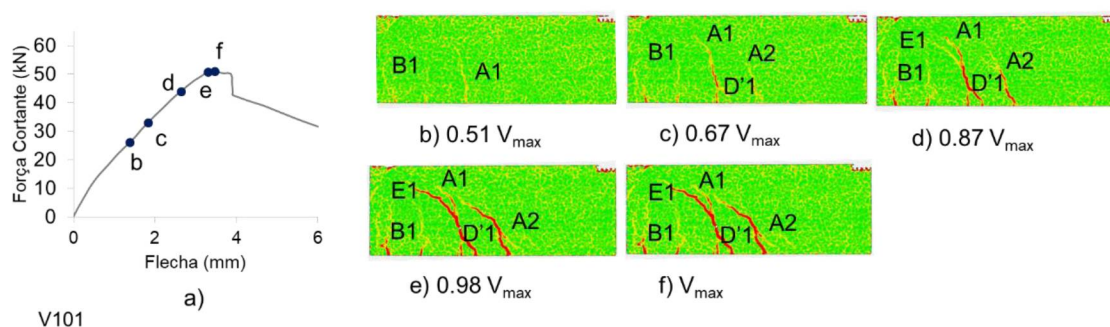 Força Cortante (kN)
60
50
40
30
20
10
0
0 2 4 6
Flecha (mm)
b
c
d
e
f
a)
B1 A1
b) 0.51 Vmax
B1 A1 A2 D'1
c) 0.67 Vmax
E1 A1 A2 B1 D'1
d) 0.87 Vmax
E1 A1 A2 B1 D'1
e) 0.98 Vmax
E1 A1 A2 B1 D'1
f) Vmax
V101